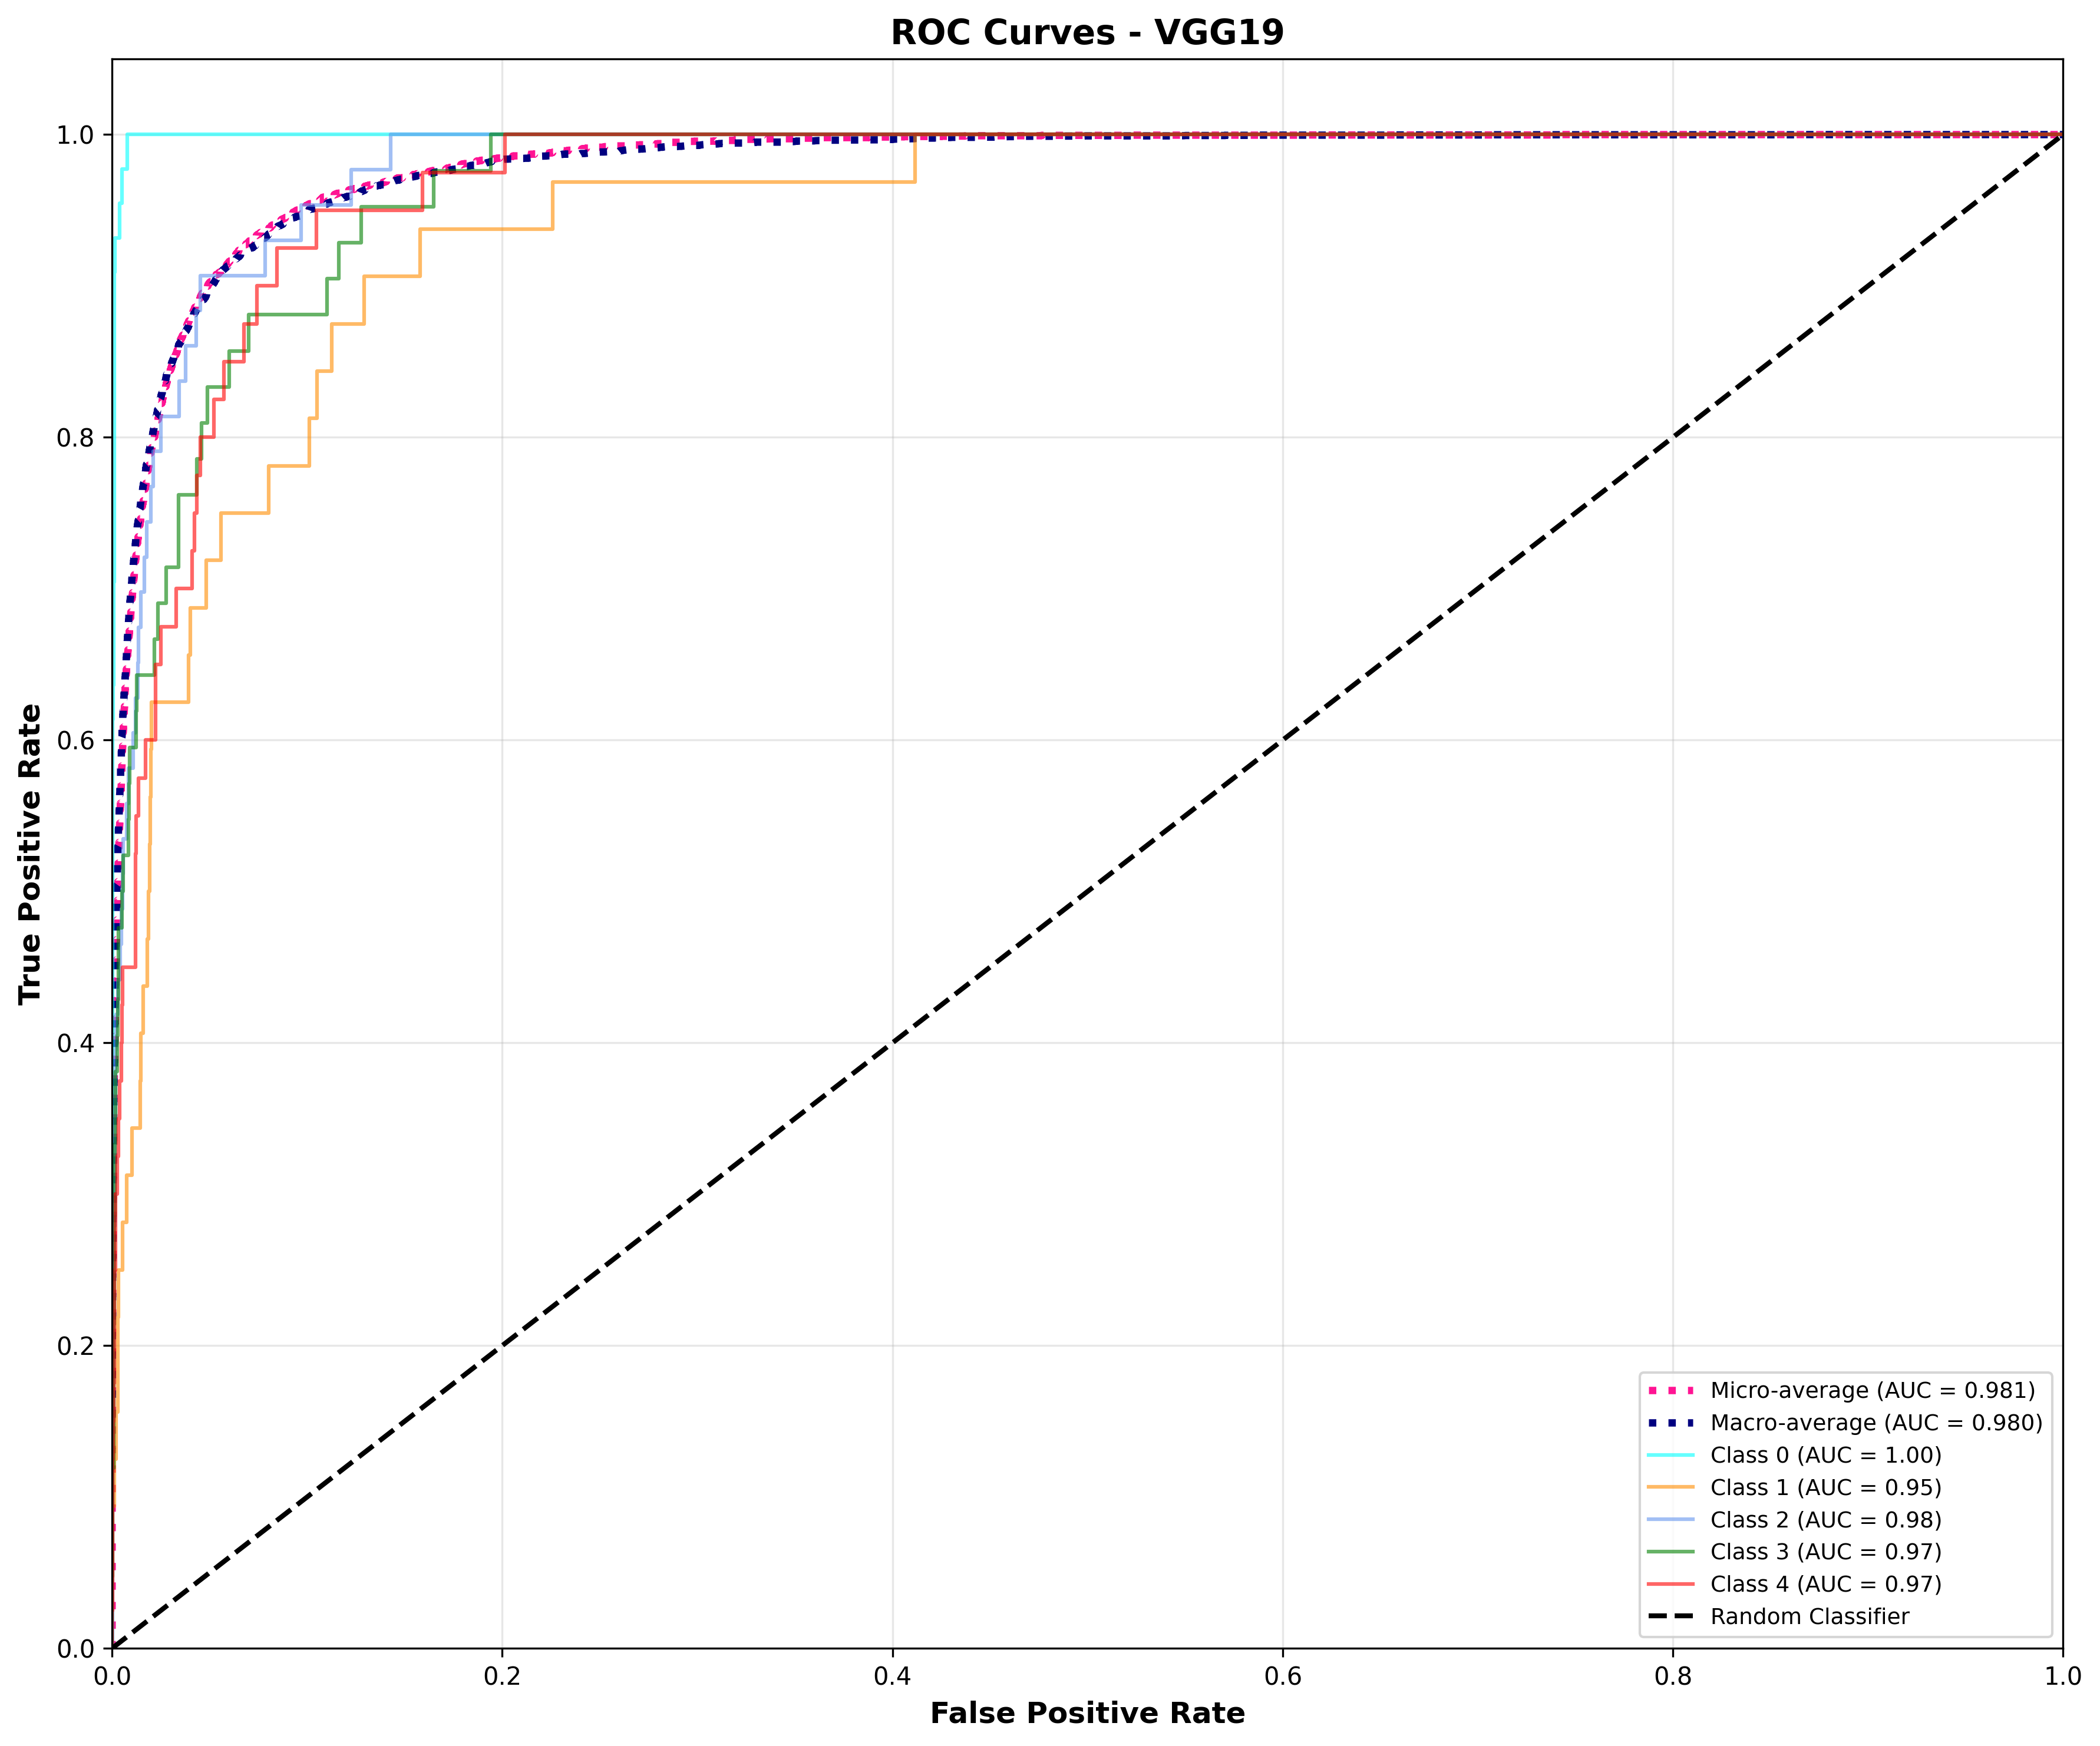 ROC Curves - VGG19
True Positive Rate
1.0
0.8
0.6
0.4
0.2
0.0
0.0 0.2 0.4 0.6 0.8 1.0
False Positive Rate
Micro-average (AUC = 0.981)
Macro-average (AUC = 0.980)
Class 0 (AUC = 1.00)
Class 1 (AUC = 0.95)
Class 2 (AUC = 0.98)
Class 3 (AUC = 0.97)
Class 4 (AUC = 0.97)
Random Classifier